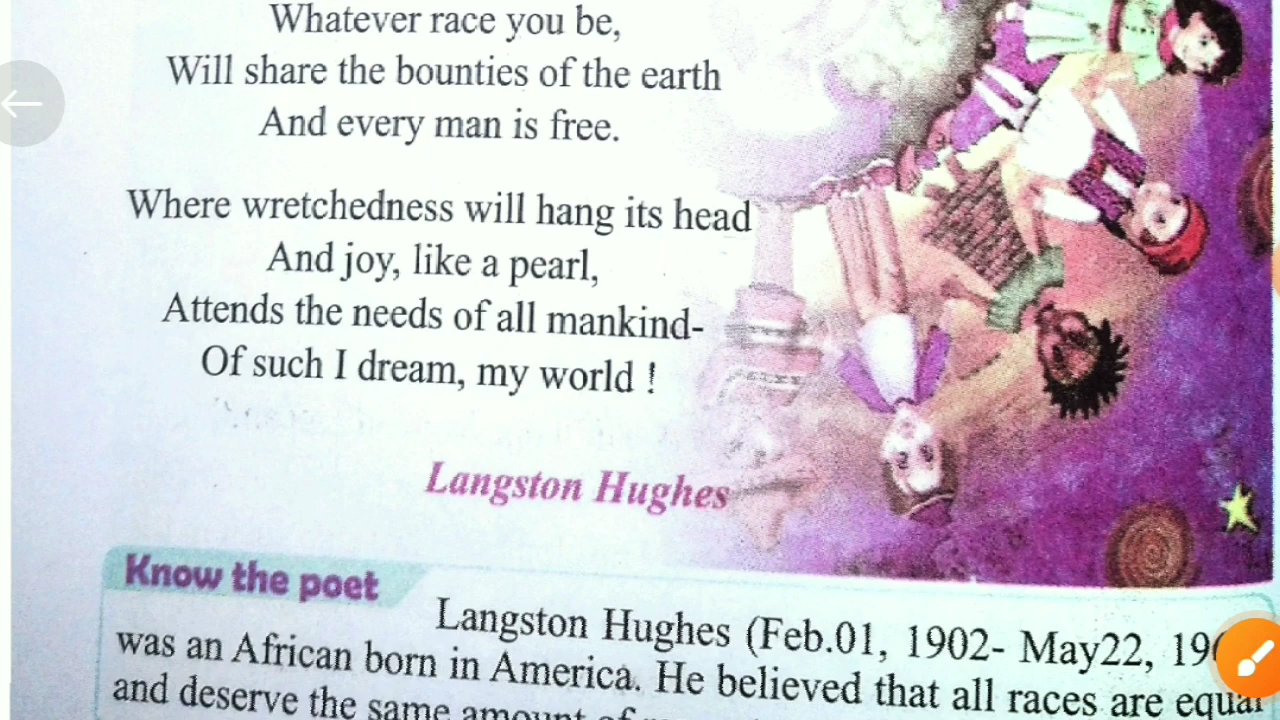 Whatever race you be,
Will share the bounties of the earth
And every man is free.
Where wretchedness will hang its head
And joy, like a pearl,
Attends the needs of all mankind-
Of such I dream, my world !
Langston Hughes
Know the poet
Langston Hughes (Feb.01, 1902- May22,
was an African born in America. He believed that all races are equal
and deserve the same amount of